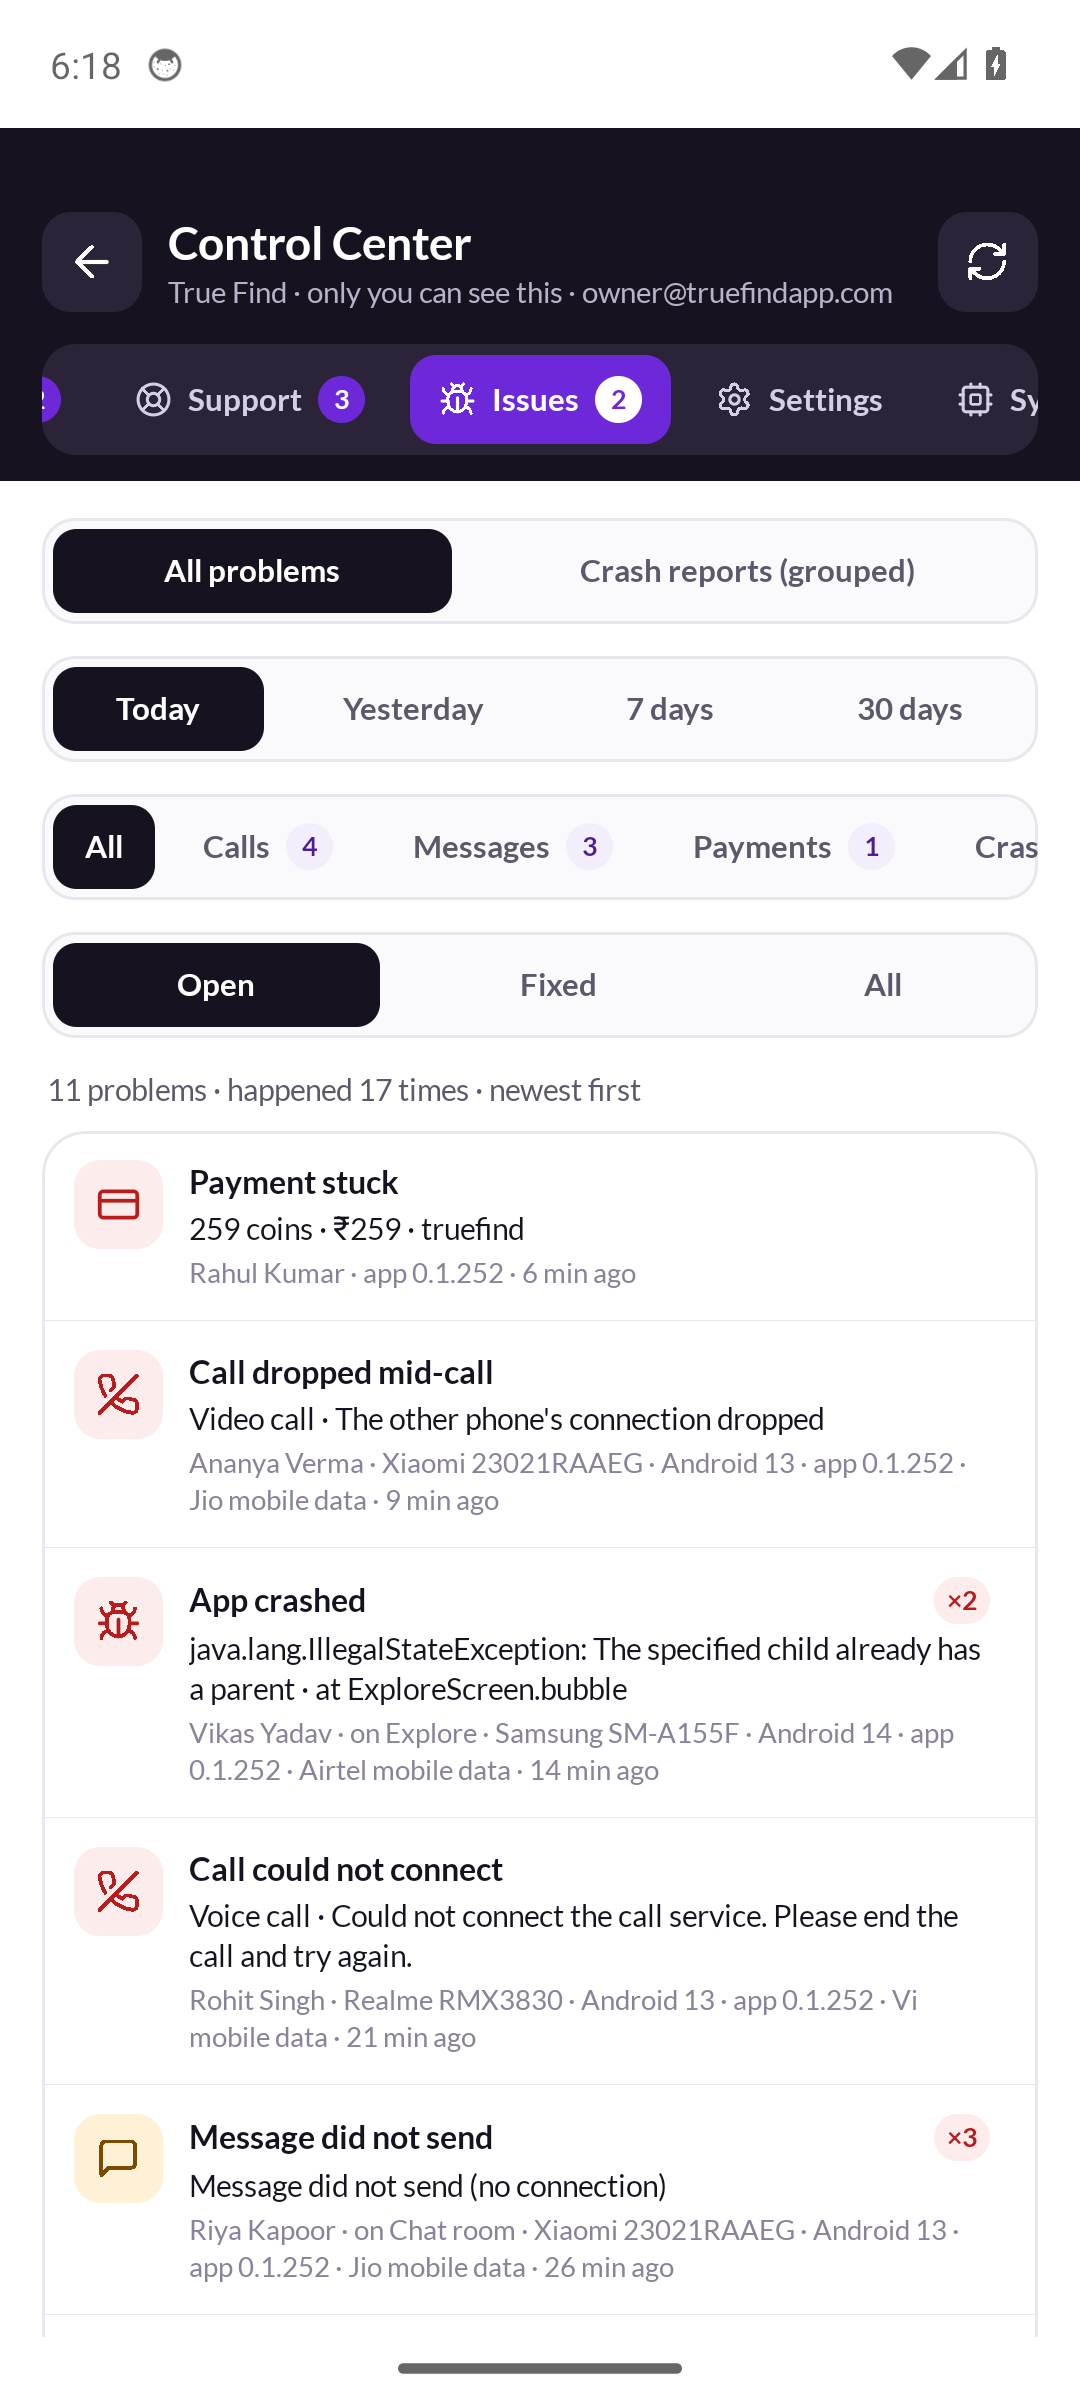 6:18
Control Center
True Find · only you can see this · owner@truefindapp.com
Support 3
Issues 2
Settings
All problems
Crash reports (grouped)
Today
Yesterday
7 days
30 days
All
Calls 4
Messages 3
Payments 1
Cras
Open
Fixed
All
11 problems · happened 17 times · newest first
Payment stuck
259 coins · ₹259 · truefind
Rahul Kumar · app 0.1.252 · 6 min ago
Call dropped mid-call
Video call · The other phone's connection dropped
Ananya Verma · Xiaomi 23021RAAEG · Android 13 · app 0.1.252 ·
Jio mobile data · 9 min ago
App crashed ×2
java.lang.IllegalStateException: The specified child already has
a parent · at ExploreScreen.bubble
Vikas Yadav · on Explore · Samsung SM-A155F · Android 14 · app
0.1.252 · Airtel mobile data · 14 min ago
Call could not connect
Voice call · Could not connect the call service. Please end the
call and try again.
Rohit Singh · Realme RMX3830 · Android 13 · app 0.1.252 · Vi
mobile data · 21 min ago
Message did not send ×3
Message did not send (no connection)
Riya Kapoor · on Chat room · Xiaomi 23021RAAEG · Android 13 ·
app 0.1.252 · Jio mobile data · 26 min ago